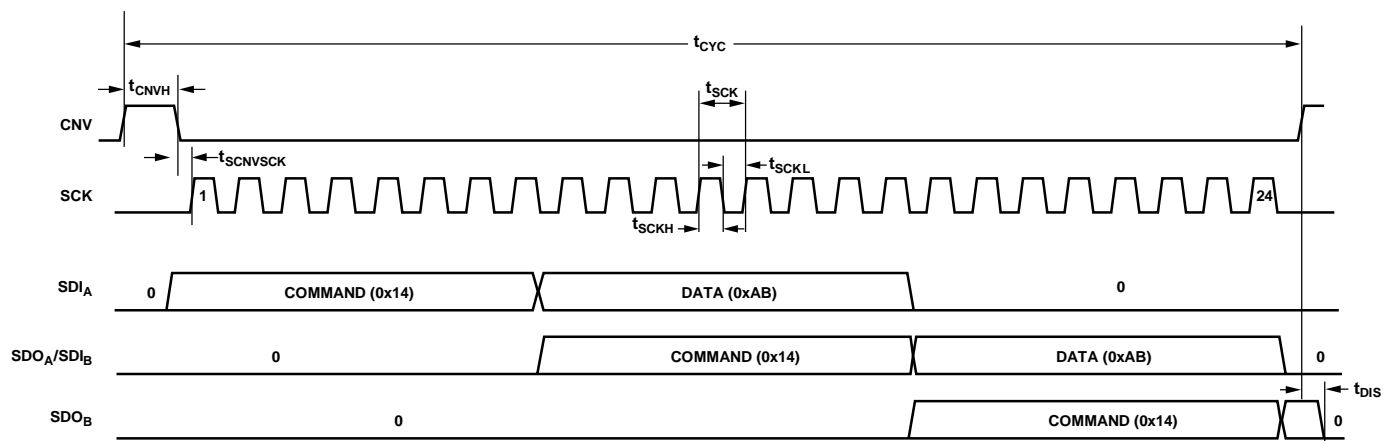 tCYC
tCNVH
tSCK
CNV
tSCNVSCK
tSCKL
SCK
1
24
tSCKH
SDIA
0
COMMAND (0x14)
DATA (0xAB)
0
SDOA/SDIB
0
COMMAND (0x14)
DATA (0xAB)
0
tDIS
SDOB
0
COMMAND (0x14)
0